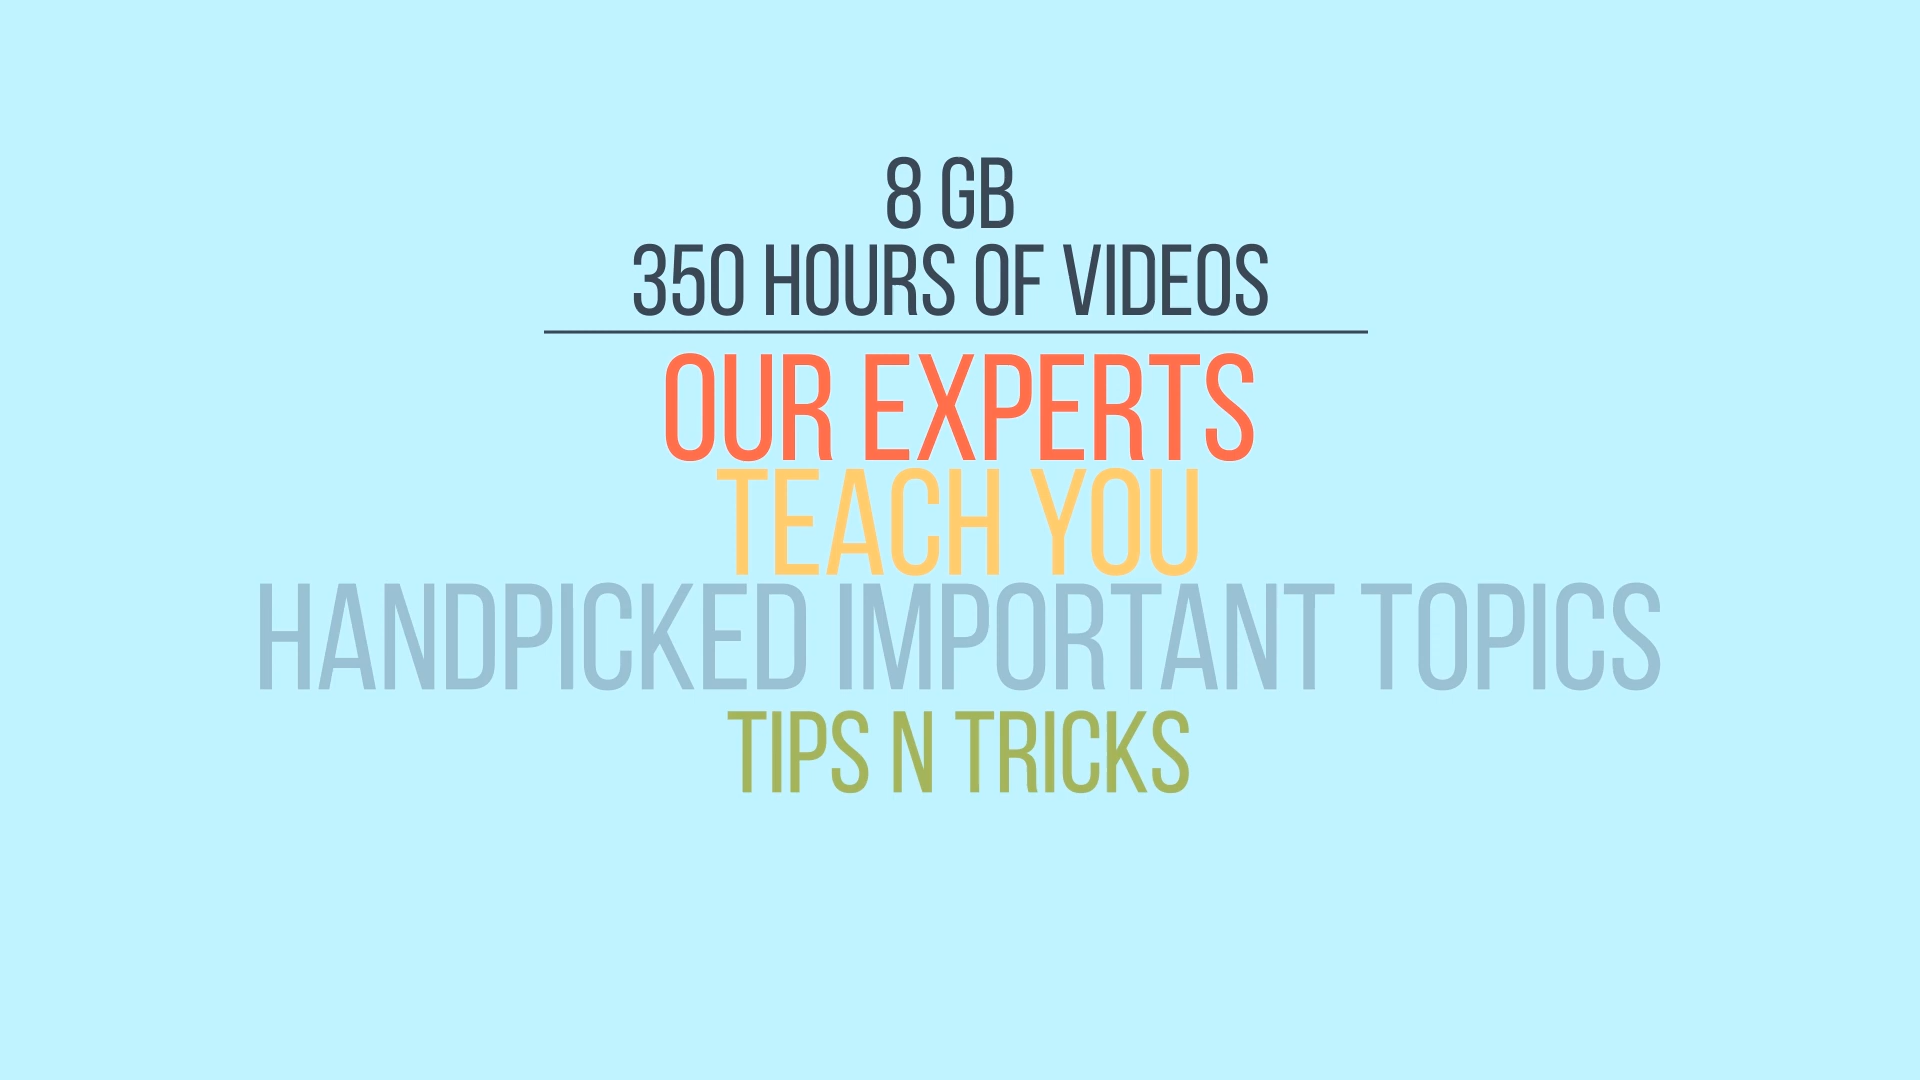 8 GB
350 HOURS OF VIDEOS
OUR EXPERTS
TEACH YOU
HANDPICKED IMPORTANT TOPICS
TIPS N TRICKS